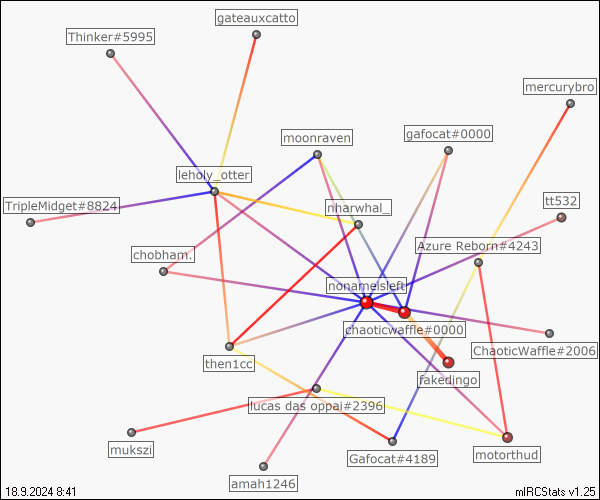 gateauxcatto
Thinker#5995
mercurybro
gafocat#0000
moonraven
leholy_otter
TripleMidget#8824
nharwhal_
tt532
Azure Reborn#4243
chobham.
nonameisleft
chaoticwaffle#0000
ChaoticWaffle#2006
then1cc
fakedingo
lucas das oppai#2396
mukszi
Gafocat#4189
motorthud
amah1246
18.9.2024 8:41
mIRCStats v1.25